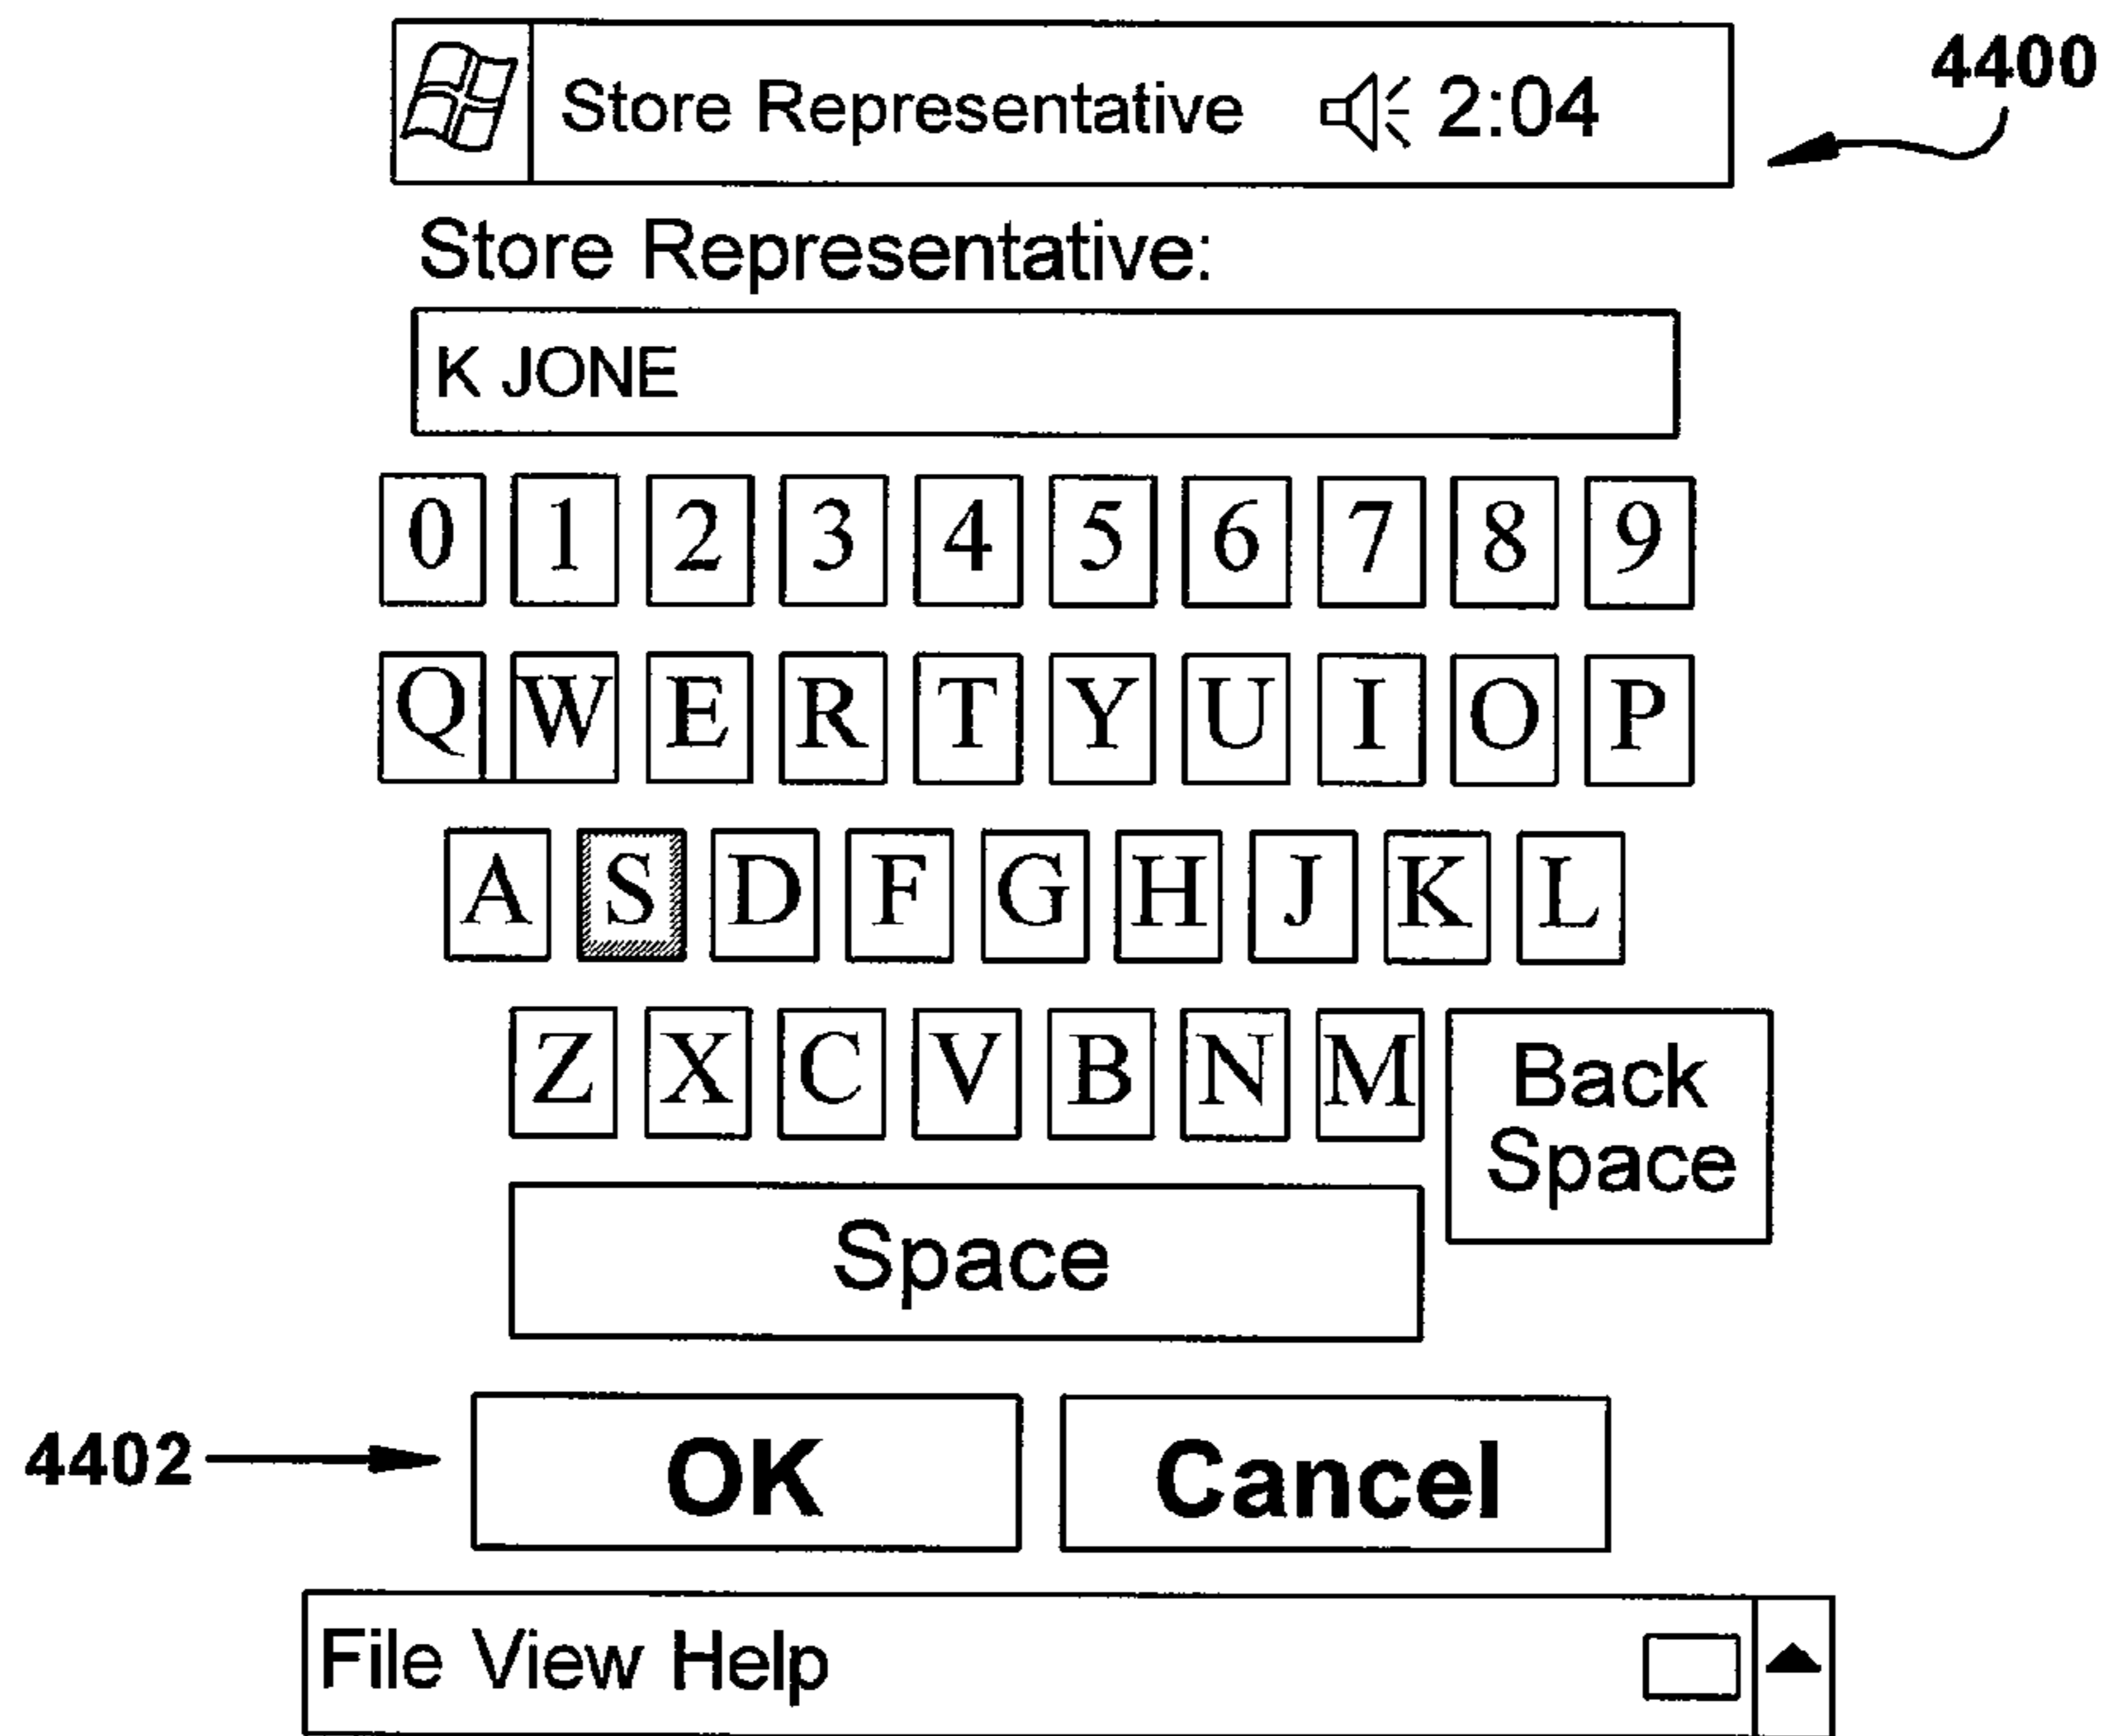 4400
Store Representative 2:04
Store Representative:
K JONE
0 1 2 3 4 5 6 7 8 9
Q W E R T Y U I O P
A S D F G H J K L
Z X C V B N M Back Space
Space
4402 OK Cancel
File View Help